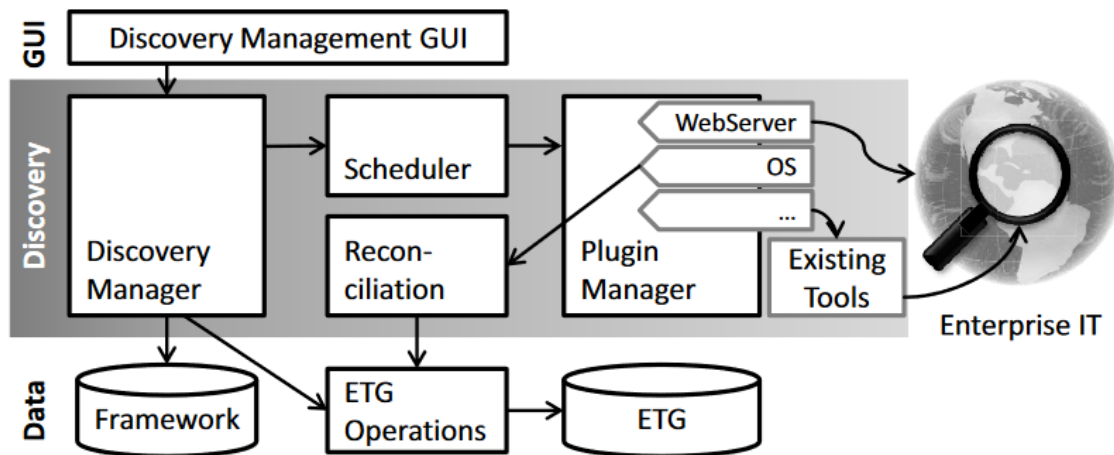 GUI
Discovery Management GUI
Discovery
Discovery
Manager
Scheduler
Recon-
ciliation
Plugin
Manager
WebServer
OS
...
Existing
Tools
Enterprise IT
Data
Framework
ETG
Operations
ETG